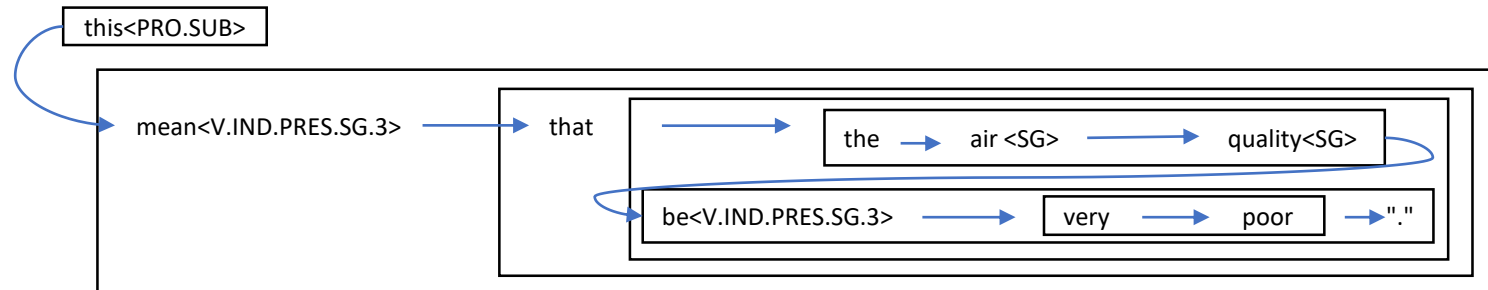 this<PRO.SUB>
mean<V.IND.PRES.SG.3> that the air <SG> quality<SG>
be<V.IND.PRES.SG.3> very poor "."